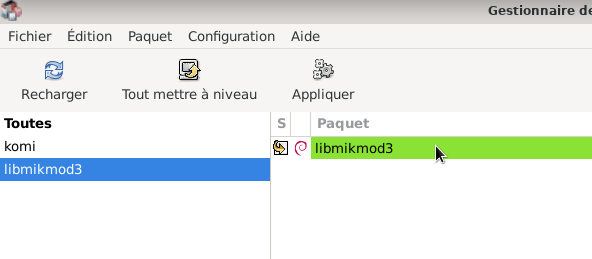 Gestionnaire de
Fichier Édition Paquet Configuration Aide
Recharger Tout mettre à niveau Appliquer
Toutes
komi
libmikmod3
S Paquet
libmikmod3